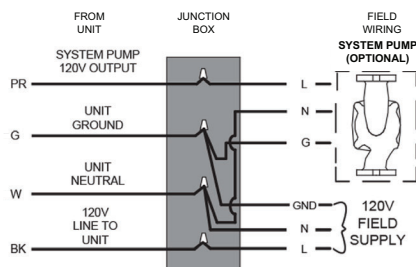 FROM UNIT
JUNCTION BOX
FIELD WIRING
SYSTEM PUMP
(OPTIONAL)
SYSTEM PUMP
120V OUTPUT
PR
L
N
UNIT
GROUND
G
G
UNIT
NEUTRAL
W
GND
120V
LINE TO
UNIT
N
BK
L
120V
FIELD
SUPPLY